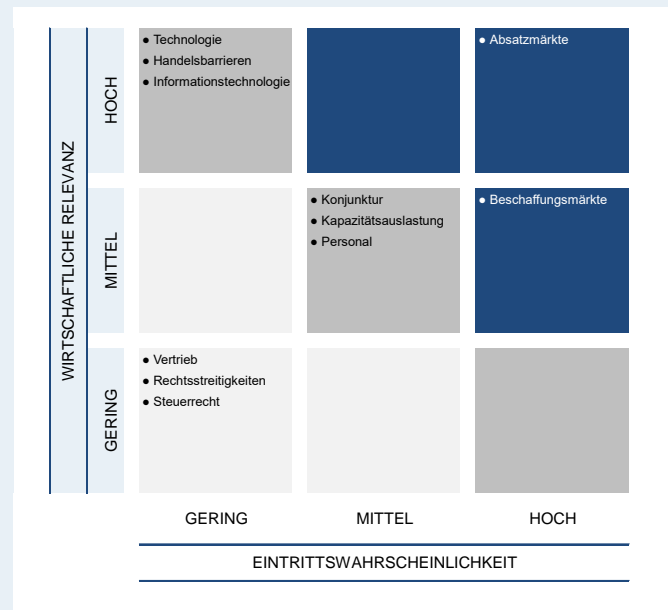 WIRTSCHAFTLICHE RELEVANZ
HOCH
● Technologie
● Handelsbarrieren
● Informationstechnologie
● Absatzmärkte
MITTEL
● Konjunktur
● Kapazitätsauslastung
● Personal
● Beschaffungsmärkte
GERING
● Vertrieb
● Rechtsstreitigkeiten
● Steuerrecht
GERING
MITTEL
HOCH
EINTRITTSWAHRSCHEINLICHKEIT